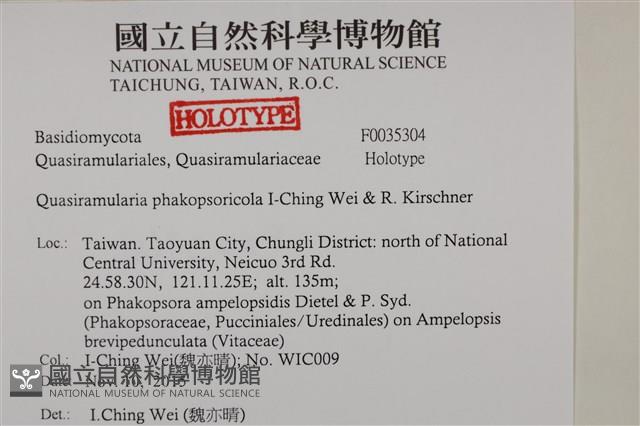 國立自然科學博物館
NATIONAL MUSEUM OF NATURAL SCIENCE
TAICHUNG, TAIWAN, R.O.C.
HOLOTYPE
Basidiomycota F0035304
Quasiramulariales, Quasiramulariaceae Holotype
Quasiramularia phakopsoricola I-Ching Wei & R. Kirschner
Loc.: Taiwan. Taoyuan City, Chungli District: north of National
Central University, Neicuo 3rd Rd.
24.58.30N, 121.11.25E; alt. 135m;
on Phakopsora ampelopsidis Dietel & P. Syd.
(Phakopsoraceae, Pucciniales/Uredinales) on Ampelopsis
brevipedunculata (Vitaceae)
Col.: I-Ching Wei(魏亦晴); No. WIC009
Date: Nov. 10, 2015
國立自然科學博物館
NATIONAL MUSEUM OF NATURAL SCIENCE
Det.: I.Ching Wei (魏亦晴)